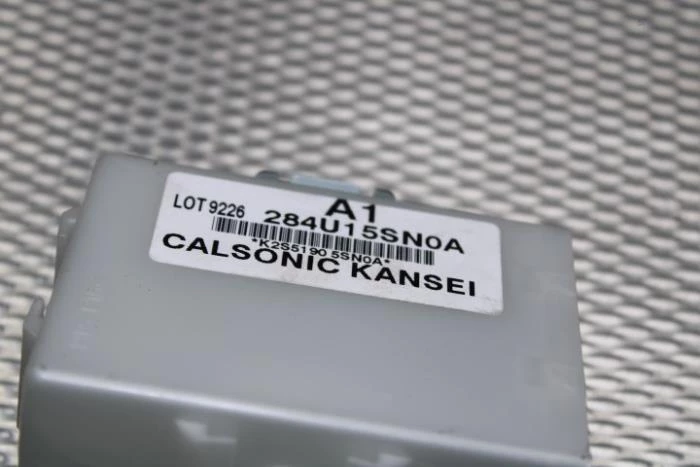 A1
LOT 9226 284U15SN0A
*K2S5190 5SN0A*
CALSONIC KANSEI